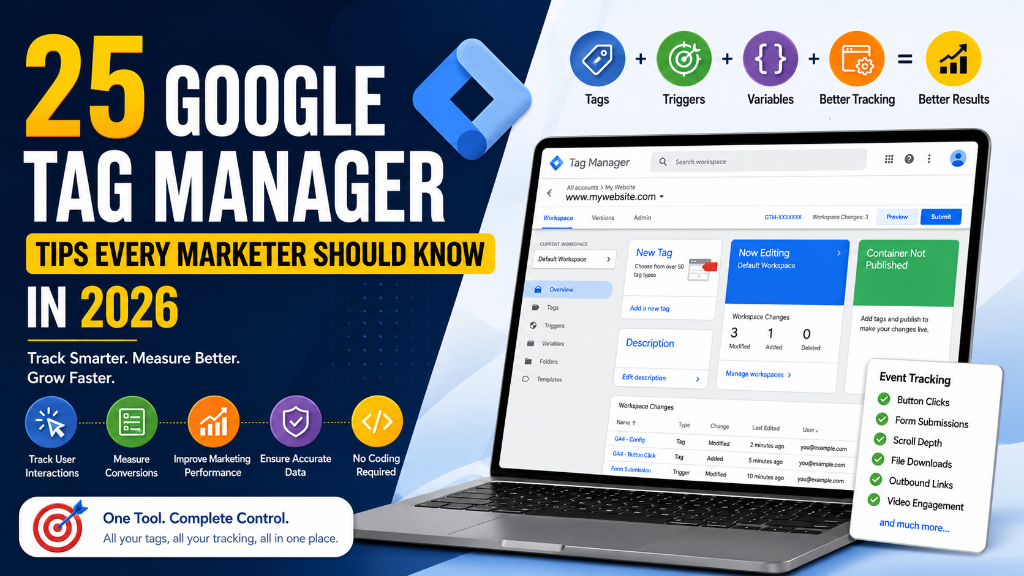 25 GOOGLE
TAG MANAGER
TIPS EVERY MARKETER SHOULD KNOW
IN 2026
Track Smarter. Measure Better.
Grow Faster.
Track User
Interactions
Measure
Conversions
Improve Marketing
Performance
Ensure Accurate
Data
No Coding
Required
One Tool. Complete Control.
All your tags, all your tracking, all in one place.
Tags + Triggers + Variables + Better Tracking = Better Results
Tag Manager
Search workspace
All accounts > My Website
www.mywebsite.com
Workspace Versions Admin
GTM-XXXXXXX Workspace Changes: 3 Preview Submit
CURRENT WORKSPACE
Default Workspace >
Overview
Tags
Triggers
Variables
Folders
Templates
New Tag
Choose from over 50
tag types
Add a new tag
Now Editing >
Default Workspace
Workspace Changes
3 1 0
Modified Added Deleted
Manage workspaces >
Container Not
Published
Add tags and publish to
make your changes live.
Description
Edit description >
Workspace Changes
Name ↑ Type Change Last Edited User
GA4 - Config Tag Modified 2 minutes ago you@example.com
GA4 - Button Click Tag Added 5 minutes ago you@example.com
Form Submission Trigger Modified 10 minutes ago you@example.com
Event Tracking
Button Clicks
Form Submissions
Scroll Depth
File Downloads
Outbound Links
Video Engagement
and much more...